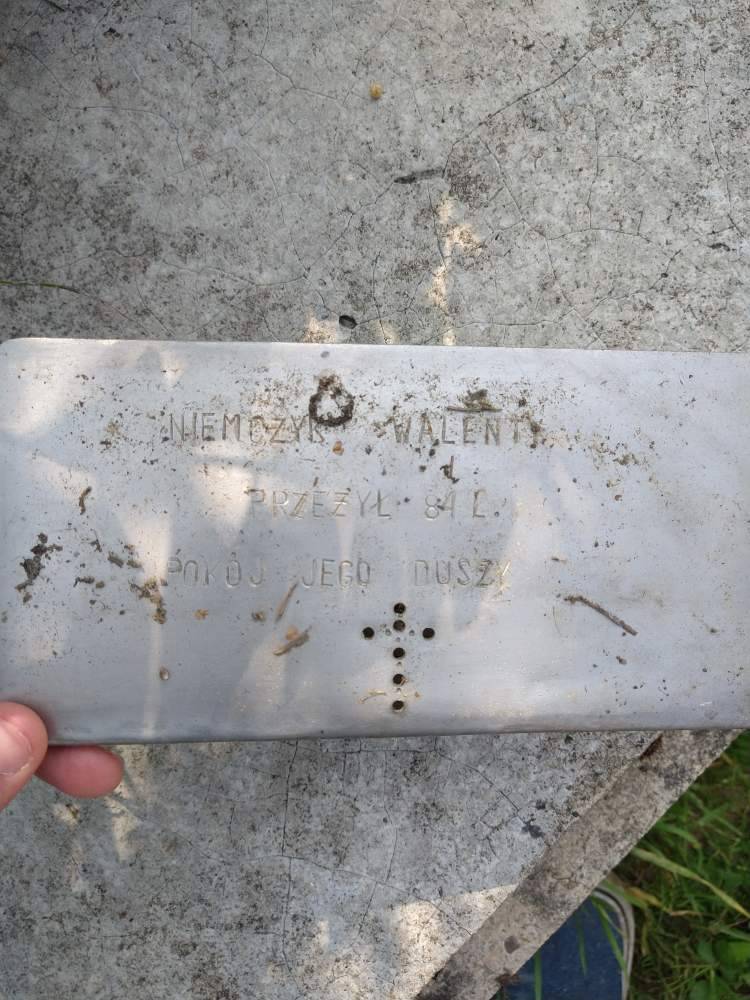 NIEMCZYK WALENTY
PRZEŻYŁ 84 L.
POKÓJ JEGO DUSZY